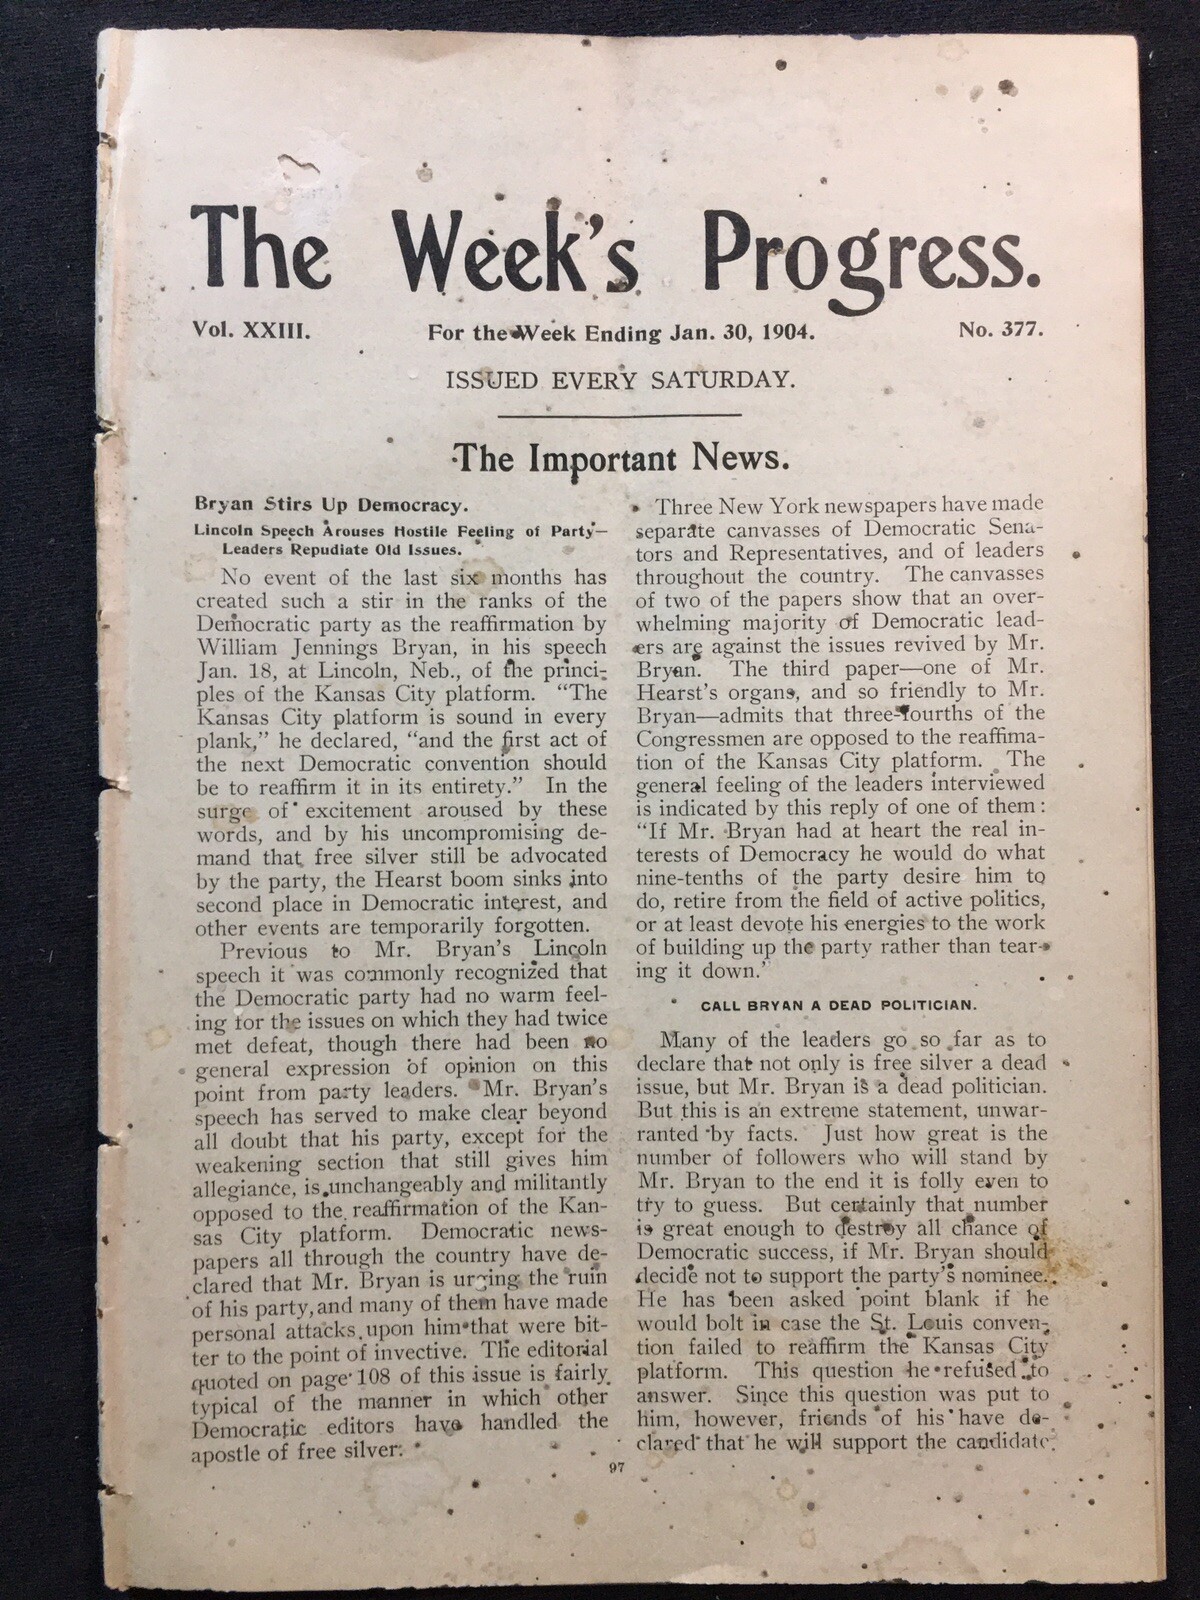 The Week's Progress.
Vol. XXIII.
For the Week Ending Jan. 30, 1904.
No. 377.
ISSUED EVERY SATURDAY.
The Important News.
Bryan Stirs Up Democracy.
Lincoln Speech Arouses Hostile Feeling of Party—
Leaders Repudiate Old Issues.
No event of the last six months has
created such a stir in the ranks of the
Democratic party as the reaffirmation by
William Jennings Bryan, in his speech
Jan. 18, at Lincoln, Neb., of the princi-
ples of the Kansas City platform. "The
Kansas City platform is sound in every
plank," he declared, "and the first act of
the next Democratic convention should
be to reaffirm it in its entirety." In the
surge of excitement aroused by these
words, and by his uncompromising de-
mand that free silver still be advocated
by the party, the Hearst boom sinks into
second place in Democratic interest, and
other events are temporarily forgotten.
Previous to Mr. Bryan's Lincoln
speech it was commonly recognized that
the Democratic party had no warm feel-
ing for the issues on which they had twice
met defeat, though there had been no
general expression of opinion on this
point from party leaders. Mr. Bryan's
speech has served to make clear beyond
all doubt that his party, except for the
weakening section that still gives him
allegiance, is unchangeably and militantly
opposed to the reaffirmation of the Kan-
sas City platform. Democratic news-
papers all through the country have de-
clared that Mr. Bryan is urging the ruin
of his party, and many of them have made
personal attacks upon him that were bit-
ter to the point of invective. The editorial
quoted on page 108 of this issue is fairly
typical of the manner in which other
Democratic editors have handled the
apostle of free silver.
Three New York newspapers have made
separate canvasses of Democratic Sena-
tors and Representatives, and of leaders
throughout the country. The canvasses
of two of the papers show that an over-
whelming majority of Democratic lead-
ers are against the issues revived by Mr.
Bryan. The third paper—one of Mr.
Hearst's organs, and so friendly to Mr.
Bryan—admits that three-fourths of the
Congressmen are opposed to the reaffima-
tion of the Kansas City platform. The
general feeling of the leaders interviewed
is indicated by this reply of one of them:
"If Mr. Bryan had at heart the real in-
terests of Democracy he would do what
nine-tenths of the party desire him to
do, retire from the field of active politics,
or at least devote his energies to the work
of building up the party rather than tear-
ing it down."
CALL BRYAN A DEAD POLITICIAN.
Many of the leaders go so far as to
declare that not only is free silver a dead
issue, but Mr. Bryan is a dead politician.
But this is an extreme statement, unwar-
ranted by facts. Just how great is the
number of followers who will stand by
Mr. Bryan to the end it is folly even to
try to guess. But certainly that number
is great enough to destroy all chance of
Democratic success, if Mr. Bryan should
decide not to support the party's nominee.
He has been asked point blank if he
would bolt in case the St. Louis conven-
tion failed to reaffirm the Kansas City
platform. This question he refused to
answer. Since this question was put to
him, however, friends of his have de-
clared that he will support the candidate
97